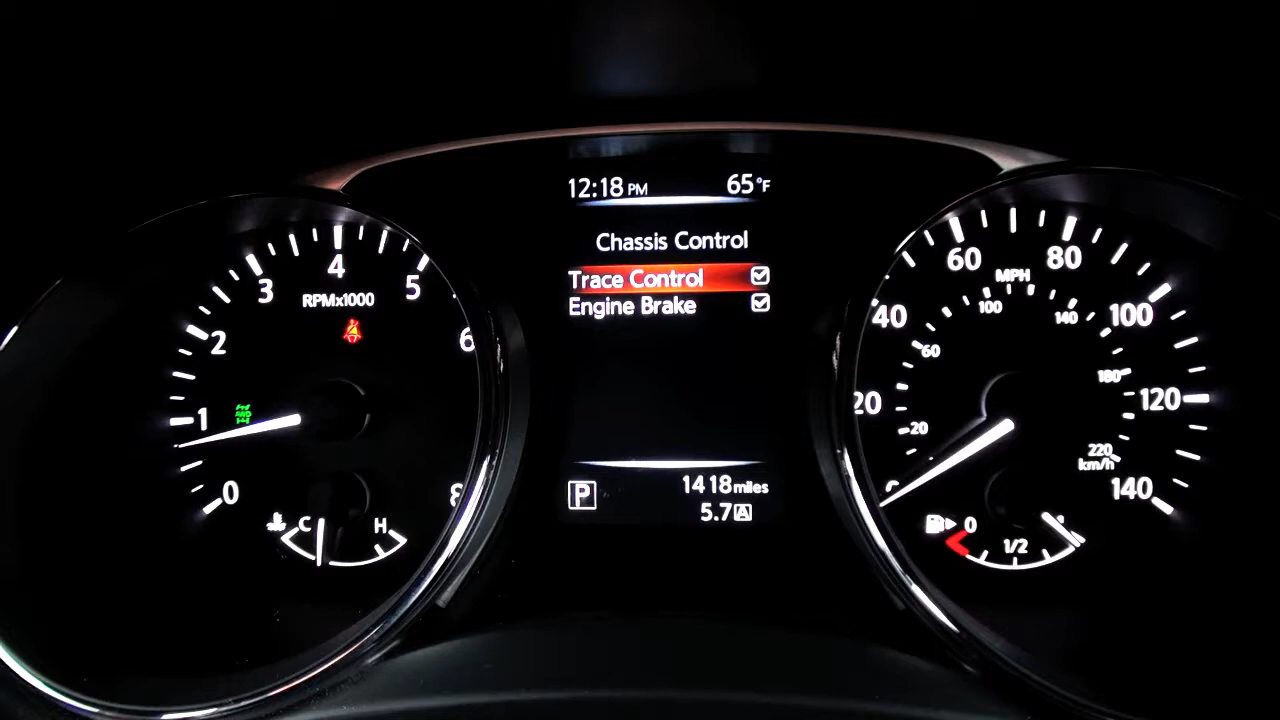 12:18 PM 65°F
Chassis Control
Trace Control
Engine Brake
P 1418 miles
5.7 A
0
1
2
3
4
5
6
8
RPMx1000
AWD
C H
20
40
60
80
100
120
140
MPH
20
60
100
140
180
220
km/h
0 1/2